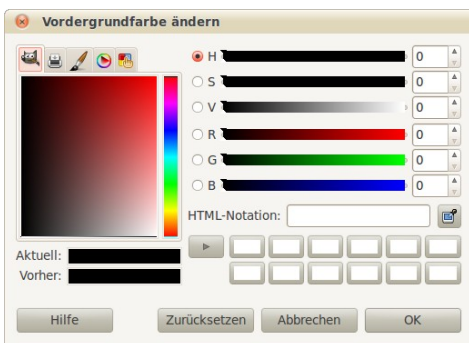 Vordergrundfarbe ändern
H 0
S 0
V 0
R 0
G 0
B 0
HTML-Notation:
Aktuell:
Vorher:
Hilfe Zurücksetzen Abbrechen OK